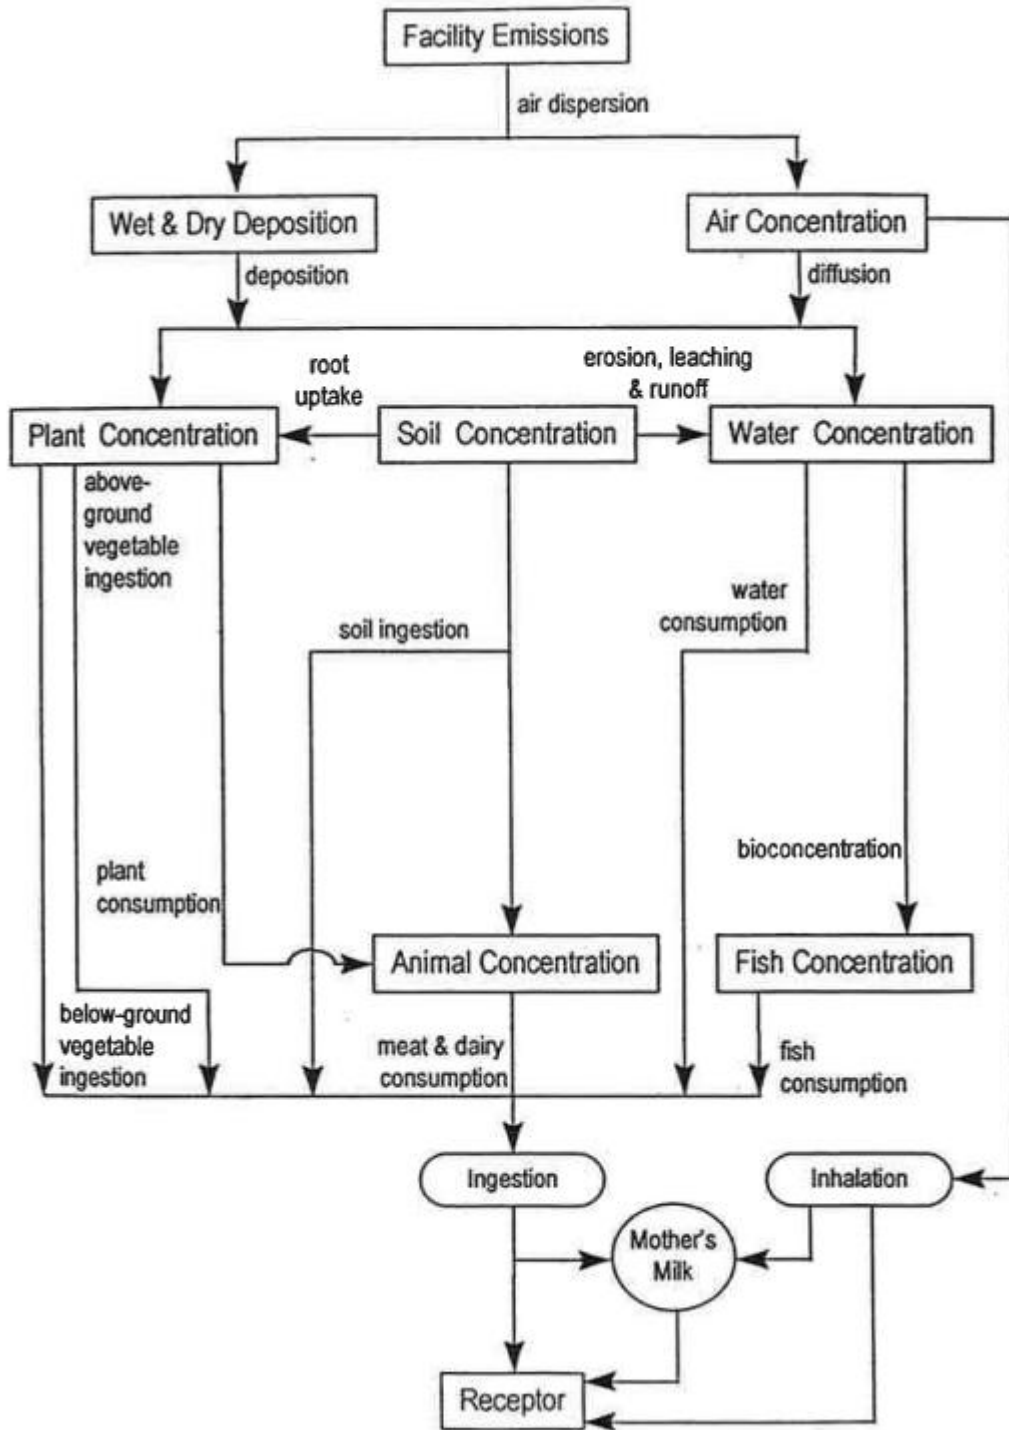 Facility Emissions
air dispersion
Wet & Dry Deposition
Air Concentration
deposition
diffusion
root
uptake
erosion, leaching
& runoff
Plant Concentration
Soil Concentration
Water Concentration
above-
ground
vegetable
ingestion
water
consumption
soil ingestion
bioconcentration
plant
consumption
Animal Concentration
Fish Concentration
below-ground
vegetable
ingestion
meat & dairy
consumption
fish
consumption
Ingestion
Inhalation
Mother's
Milk
Receptor